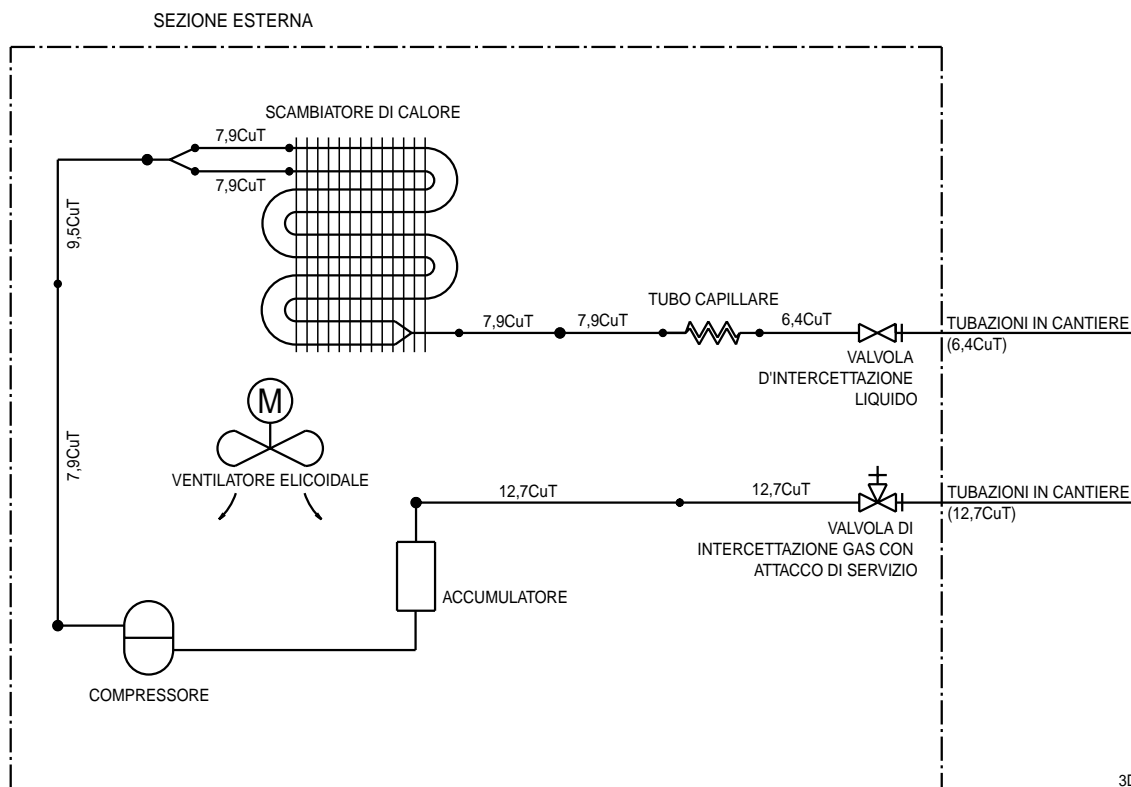 SEZIONE ESTERNA
SCAMBIATORE DI CALORE
7,9CuT
7,9CuT
9,5CuT
TUBO CAPILLARE
7,9CuT
7,9CuT
6,4CuT
TUBAZIONI IN CANTIERE
(6,4CuT)
VALVOLA
D'INTERCETTAZIONE
LIQUIDO
M
7,9CuT
VENTILATORE ELICOIDALE
12,7CuT
12,7CuT
TUBAZIONI IN CANTIERE
(12,7CuT)
VALVOLA DI
INTERCETTAZIONE GAS CON
ATTACCO DI SERVIZIO
ACCUMULATORE
COMPRESSORE